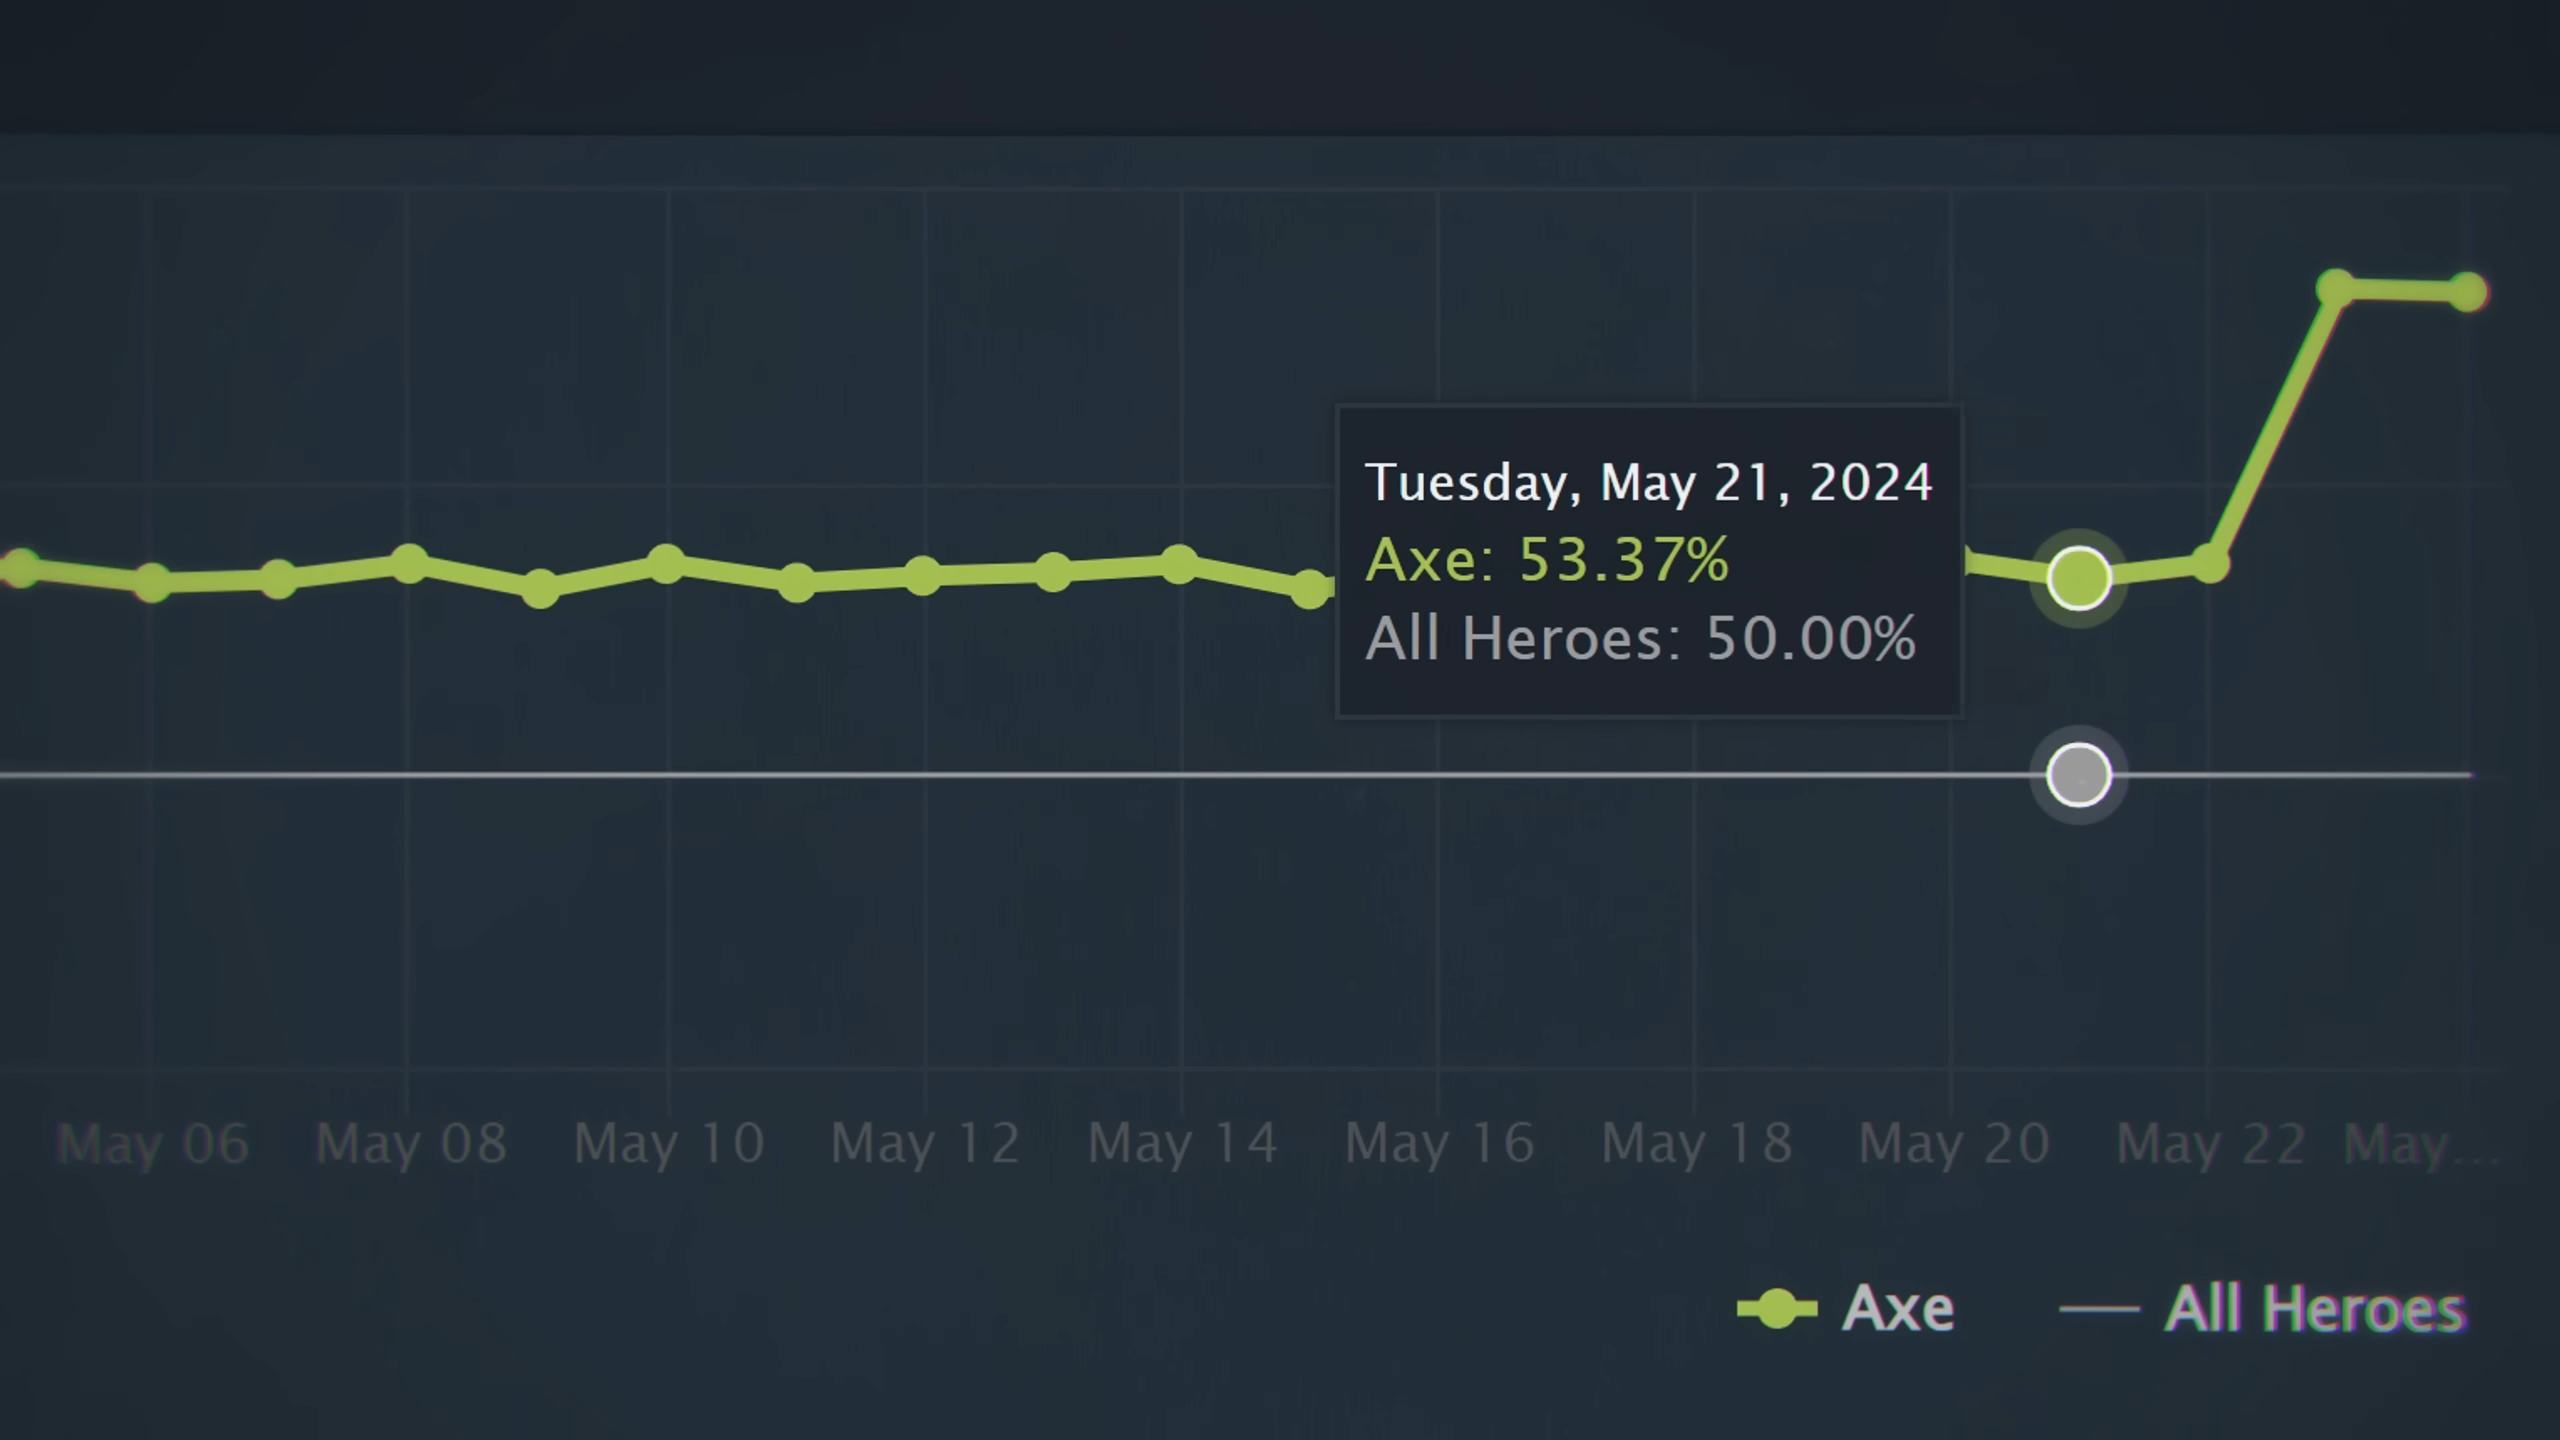 Tuesday, May 21, 2024
Axe: 53.37%
All Heroes: 50.00%
May 06 May 08 May 10 May 12 May 14 May 16 May 18 May 20 May 22 May...
Axe All Heroes